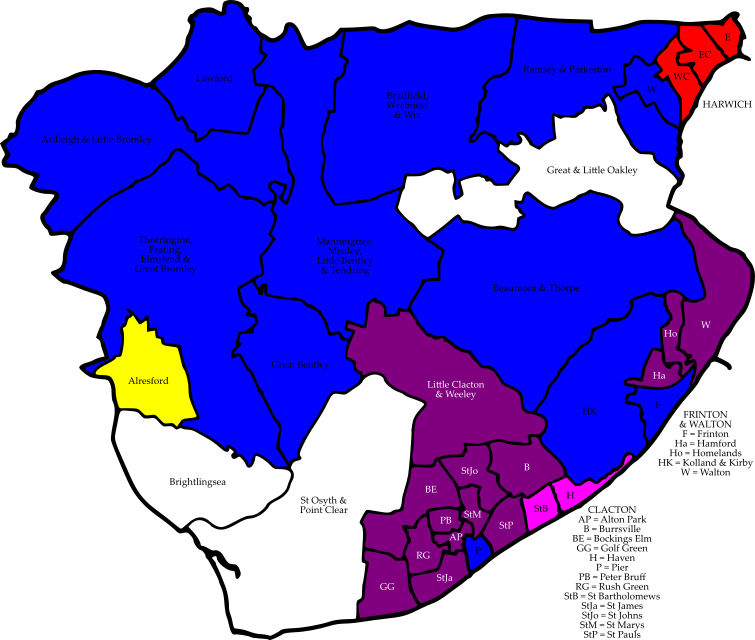 E
EC
WC
HARWICH
Lawford
Ramsey & Parkeston
W
Bradfield,
Wrabness
& Wix
Ardleigh & Little Bromley
Great & Little Oakley
Thorrington,
Frating,
Elmstead &
Great Bromley
Manningtree,
Mistley,
Little Bentley
& Tendring
Beaumont & Thorpe
Ho
W
Ha
Alresford
Great Bentley
Little Clacton
& Weeley
HK
F
FRINTON
& WALTON
F = Frinton
Ha = Hamford
Ho = Homelands
HK = Kolland & Kirby
W = Walton
Brightlingsea
St Osyth &
Point Clear
StJo
B
BE
H
StB
PB
StM
StP
AP
P
RG
StJa
GG
CLACTON
AP = Alton Park
B = Burrsville
BE = Bockings Elm
GG = Golf Green
H = Haven
P = Pier
PB = Peter Bruff
RG = Rush Green
StB = St Bartholomews
StJa = St James
StJo = St Johns
StM = St Marys
StP = St Pauls